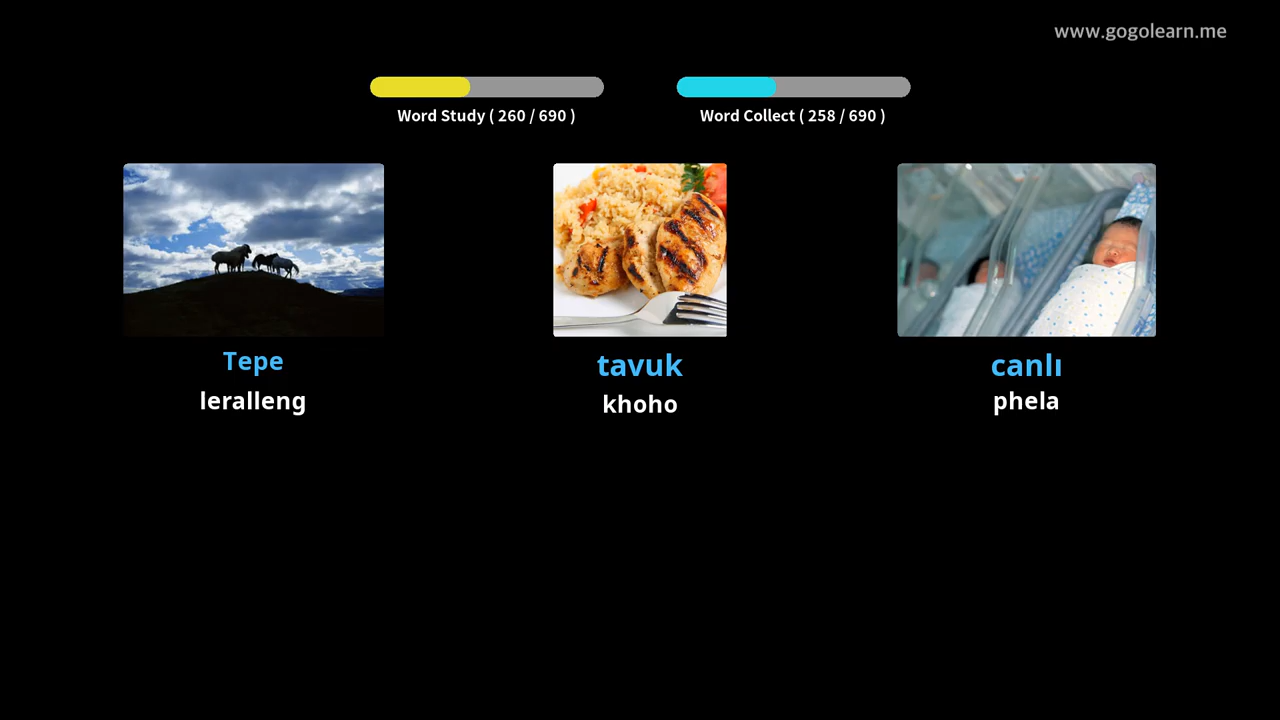 www.gogolearn.me
Word Study ( 260 / 690 )
Word Collect ( 258 / 690 )
Tepe
leralleng
tavuk
khoho
canlı
phela